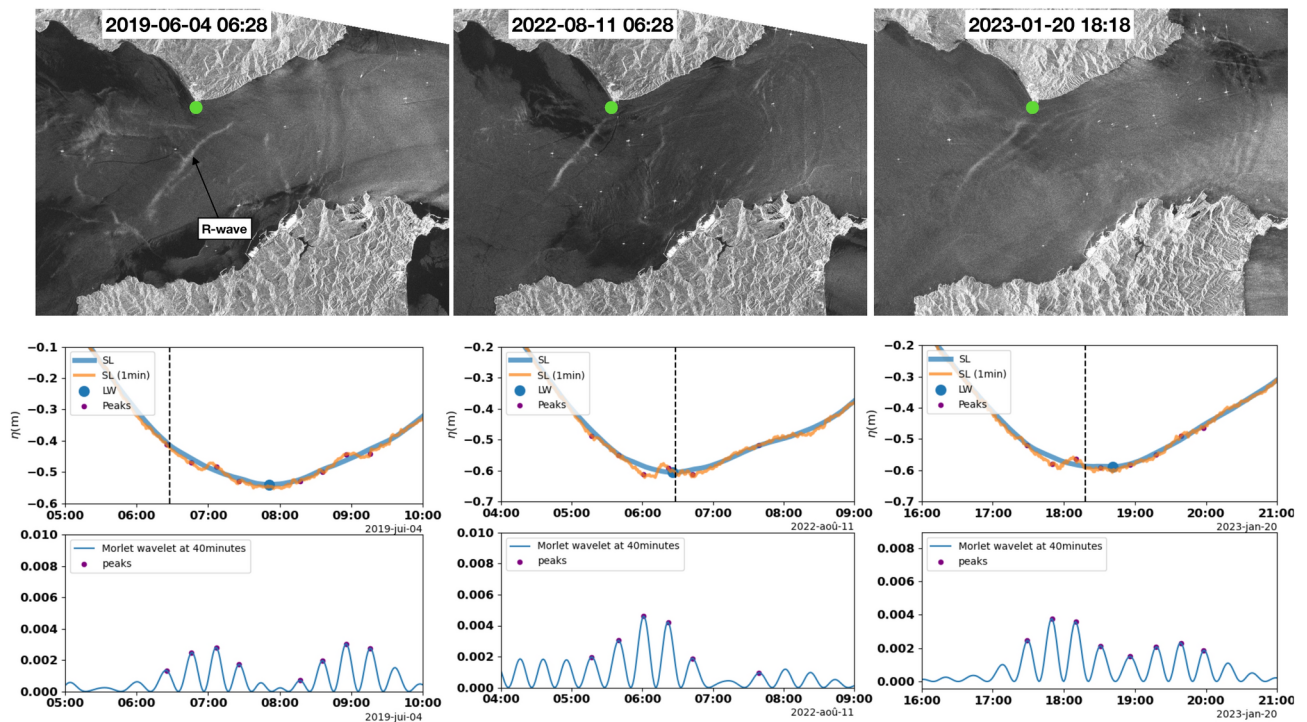 2019-06-04 06:28
2022-08-11 06:28
2023-01-20 18:18
R-wave
−0.1
−0.2
−0.3
−0.4
−0.5
−0.6
η(m)
SL
SL (1min)
LW
Peaks
05:00 06:00 07:00 08:00 09:00 10:00
2019-jui-04
−0.2
−0.3
−0.4
−0.5
−0.6
−0.7
η(m)
SL
SL (1min)
LW
Peaks
04:00 05:00 06:00 07:00 08:00 09:00
2022-aoû-11
−0.2
−0.3
−0.4
−0.5
−0.6
−0.7
η(m)
SL
SL (1min)
LW
Peaks
16:00 17:00 18:00 19:00 20:00 21:00
2023-jan-20
0.010
0.008
0.006
0.004
0.002
0.000
Morlet wavelet at 40minutes
peaks
05:00 06:00 07:00 08:00 09:00 10:00
2019-jui-04
0.010
0.008
0.006
0.004
0.002
0.000
Morlet wavelet at 40minutes
peaks
04:00 05:00 06:00 07:00 08:00 09:00
2022-aoû-11
0.008
0.006
0.004
0.002
0.000
Morlet wavelet at 40minutes
peaks
16:00 17:00 18:00 19:00 20:00 21:00
2023-jan-20